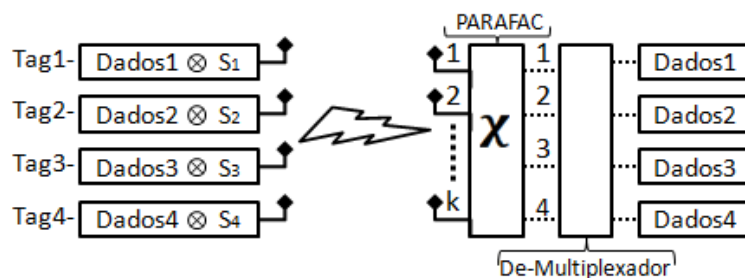 PARAFAC
Tag1- Dados1 ⊗ S1 1 1 Dados1
Tag2- Dados2 ⊗ S2 2 χ 2 Dados2
Tag3- Dados3 ⊗ S3 3 Dados3
Tag4- Dados4 ⊗ S4 k 4 Dados4
De-Multiplexador